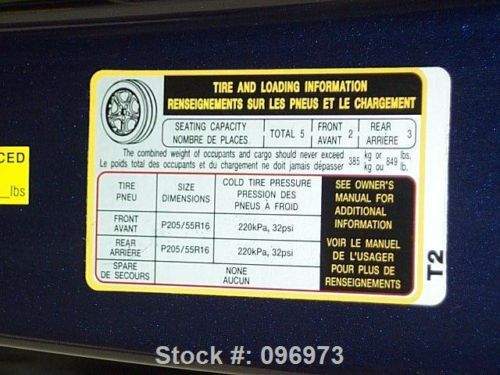 CED
lbs
TIRE AND LOADING INFORMATION
RENSEIGNEMENTS SUR LES PNEUS ET LE CHARGEMENT
SEATING CAPACITY
NOMBRE DE PLACES
TOTAL 5
FRONT
AVANT 2
REAR
ARRIÈRE 3
The combined weight of occupants and cargo should never exceed 385 kg or 849 lbs.
Le poids total des occupants et du chargement ne doit jamais dépasser 385 kg ou 849 lb.
TIRE
PNEU
SIZE
DIMENSIONS
COLD TIRE PRESSURE
PRESSION DES
PNEUS À FROID
FRONT
AVANT
P205/55R16
220kPa, 32psi
REAR
ARRIÈRE
P205/55R16
220kPa, 32psi
SPARE
DE SECOURS
NONE
AUCUN
SEE OWNER'S
MANUAL FOR
ADDITIONAL
INFORMATION
VOIR LE MANUEL
DE L'USAGER
POUR PLUS DE
RENSEIGNEMENTS
T2
Stock #: 096973